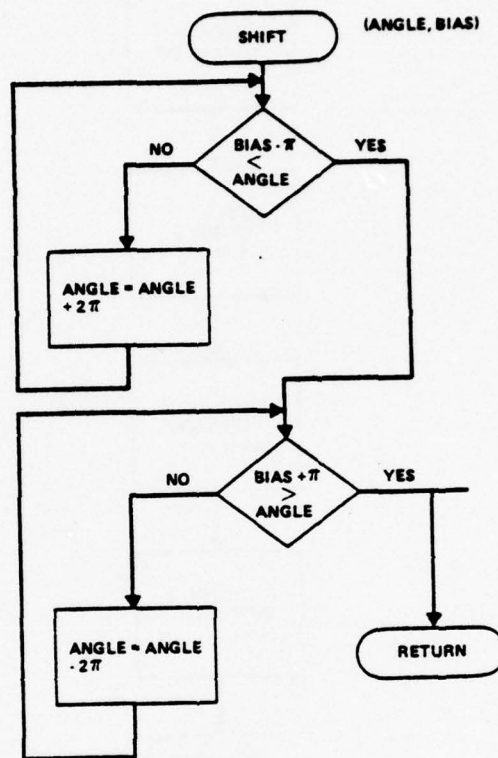 SHIFT
(ANGLE, BIAS)
NO
BIAS - π
<
ANGLE
YES
ANGLE = ANGLE
+ 2π
NO
BIAS + π
>
ANGLE
YES
ANGLE = ANGLE
- 2π
RETURN